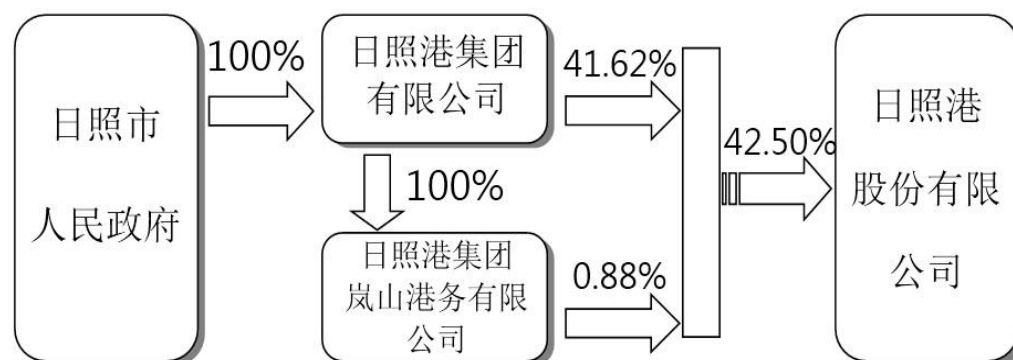 日照市
人民政府
100%
日照港集团
有限公司
100%
日照港集团
岚山港务有限
公司
41.62%
0.88%
42.50%
日照港
股份有限
公司